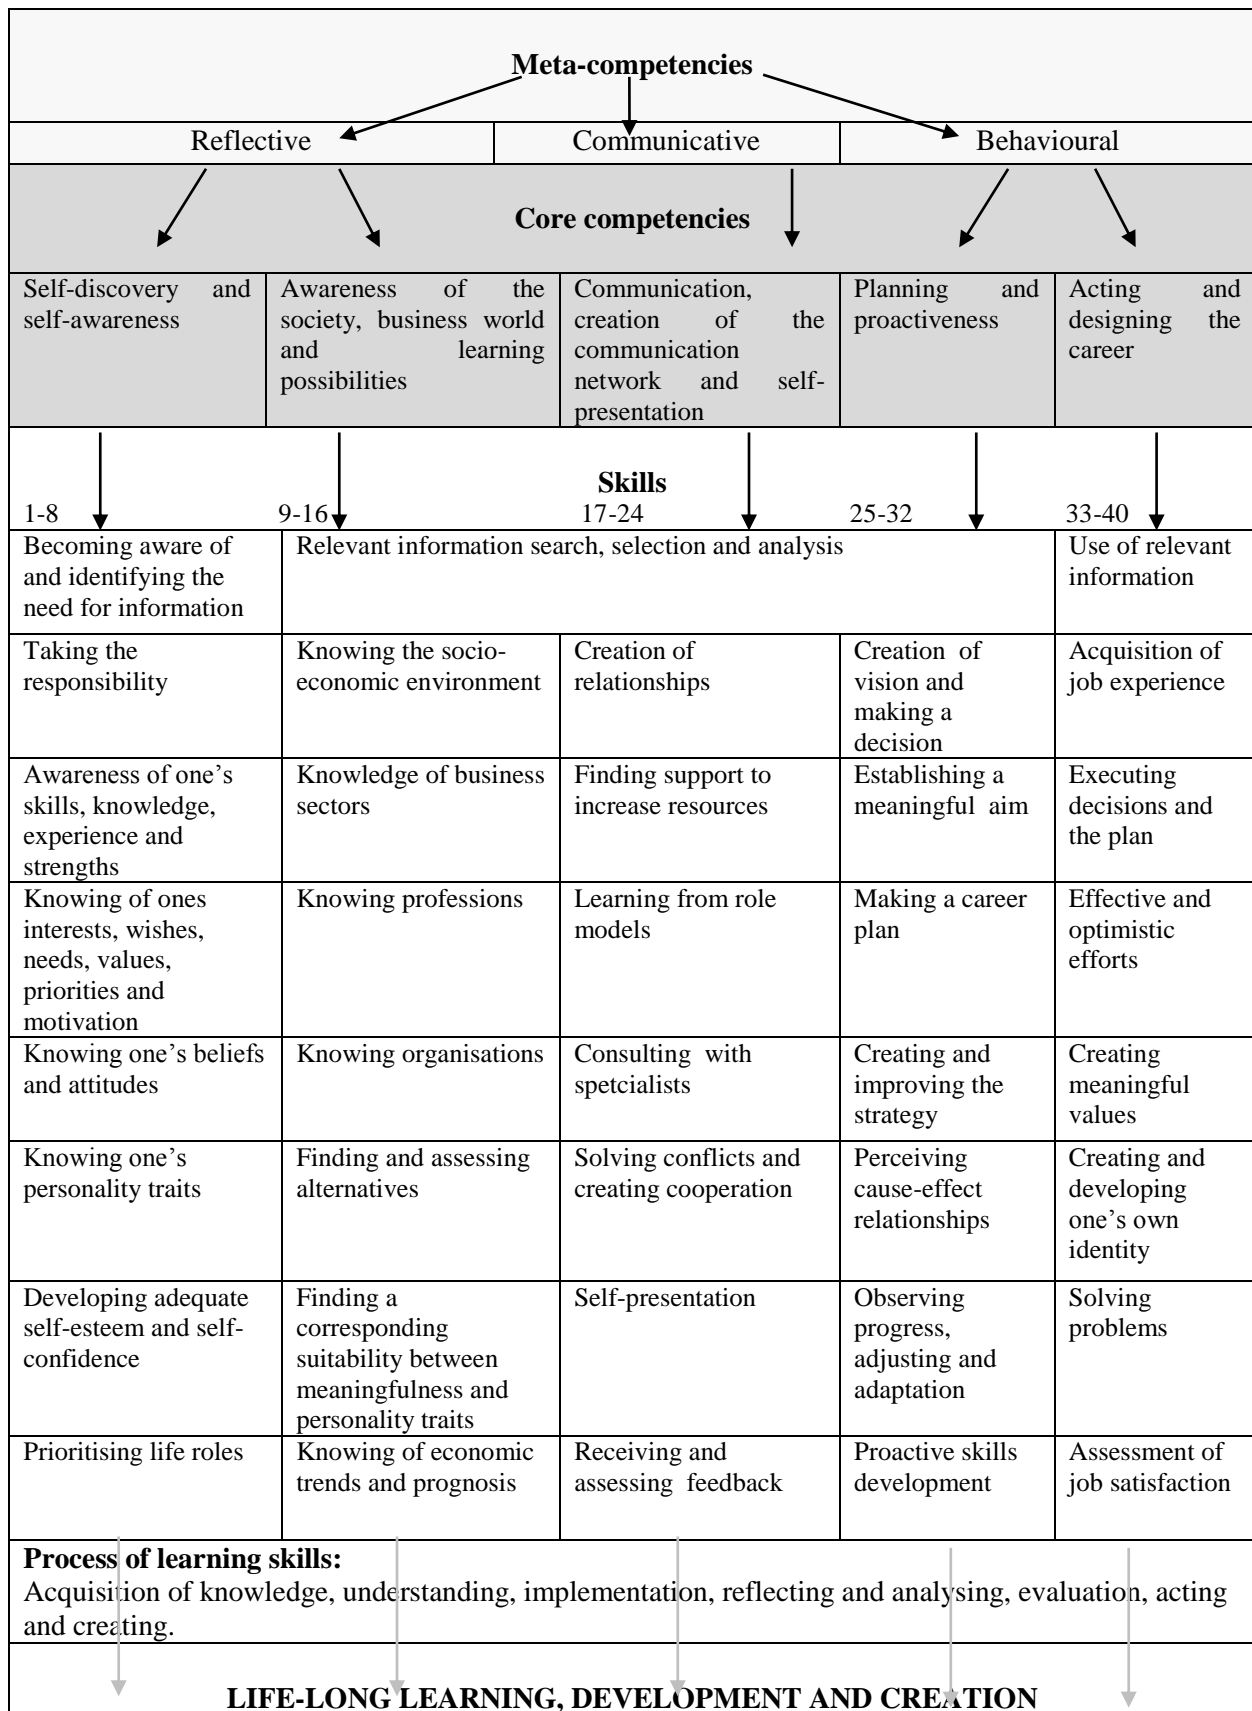 Meta-competencies
Reflective
Communicative
Behavioural
Core competencies
Self-discovery and
self-awareness
Awareness of the
society, business world
and learning
possibilities
Communication,
creation of the
communication
network and self-
presentation
Planning and
proactiveness
Acting and
designing the
career
Skills
1-8
9-16
17-24
25-32
33-40
Becoming aware of
and identifying the
need for information
Relevant information search, selection and analysis
Use of relevant
information
Taking the
responsibility
Knowing the socio-
economic environment
Creation of
relationships
Creation of
vision and
making a
decision
Acquisition of
job experience
Awareness of one’s
skills, knowledge,
experience and
strengths
Knowledge of business
sectors
Finding support to
increase resources
Establishing a
meaningful aim
Executing
decisions and
the plan
Knowing of ones
interests, wishes,
needs, values,
priorities and
motivation
Knowing professions
Learning from role
models
Making a career
plan
Effective and
optimistic
efforts
Knowing one’s beliefs
and attitudes
Knowing organisations
Consulting with
spetcialists
Creating and
improving the
strategy
Creating
meaningful
values
Knowing one’s
personality traits
Finding and assessing
alternatives
Solving conflicts and
creating cooperation
Perceiving
cause-effect
relationships
Creating and
developing
one’s own
identity
Developing adequate
self-esteem and self-
confidence
Finding a
corresponding
suitability between
meaningfulness and
personality traits
Self-presentation
Observing
progress,
adjusting and
adaptation
Solving
problems
Prioritising life roles
Knowing of economic
trends and prognosis
Receiving and
assessing feedback
Proactive skills
development
Assessment of
job satisfaction
Process of learning skills:
Acquisition of knowledge, understanding, implementation, reflecting and analysing, evaluation, acting
and creating.
LIFE-LONG LEARNING, DEVELOPMENT AND CREATION